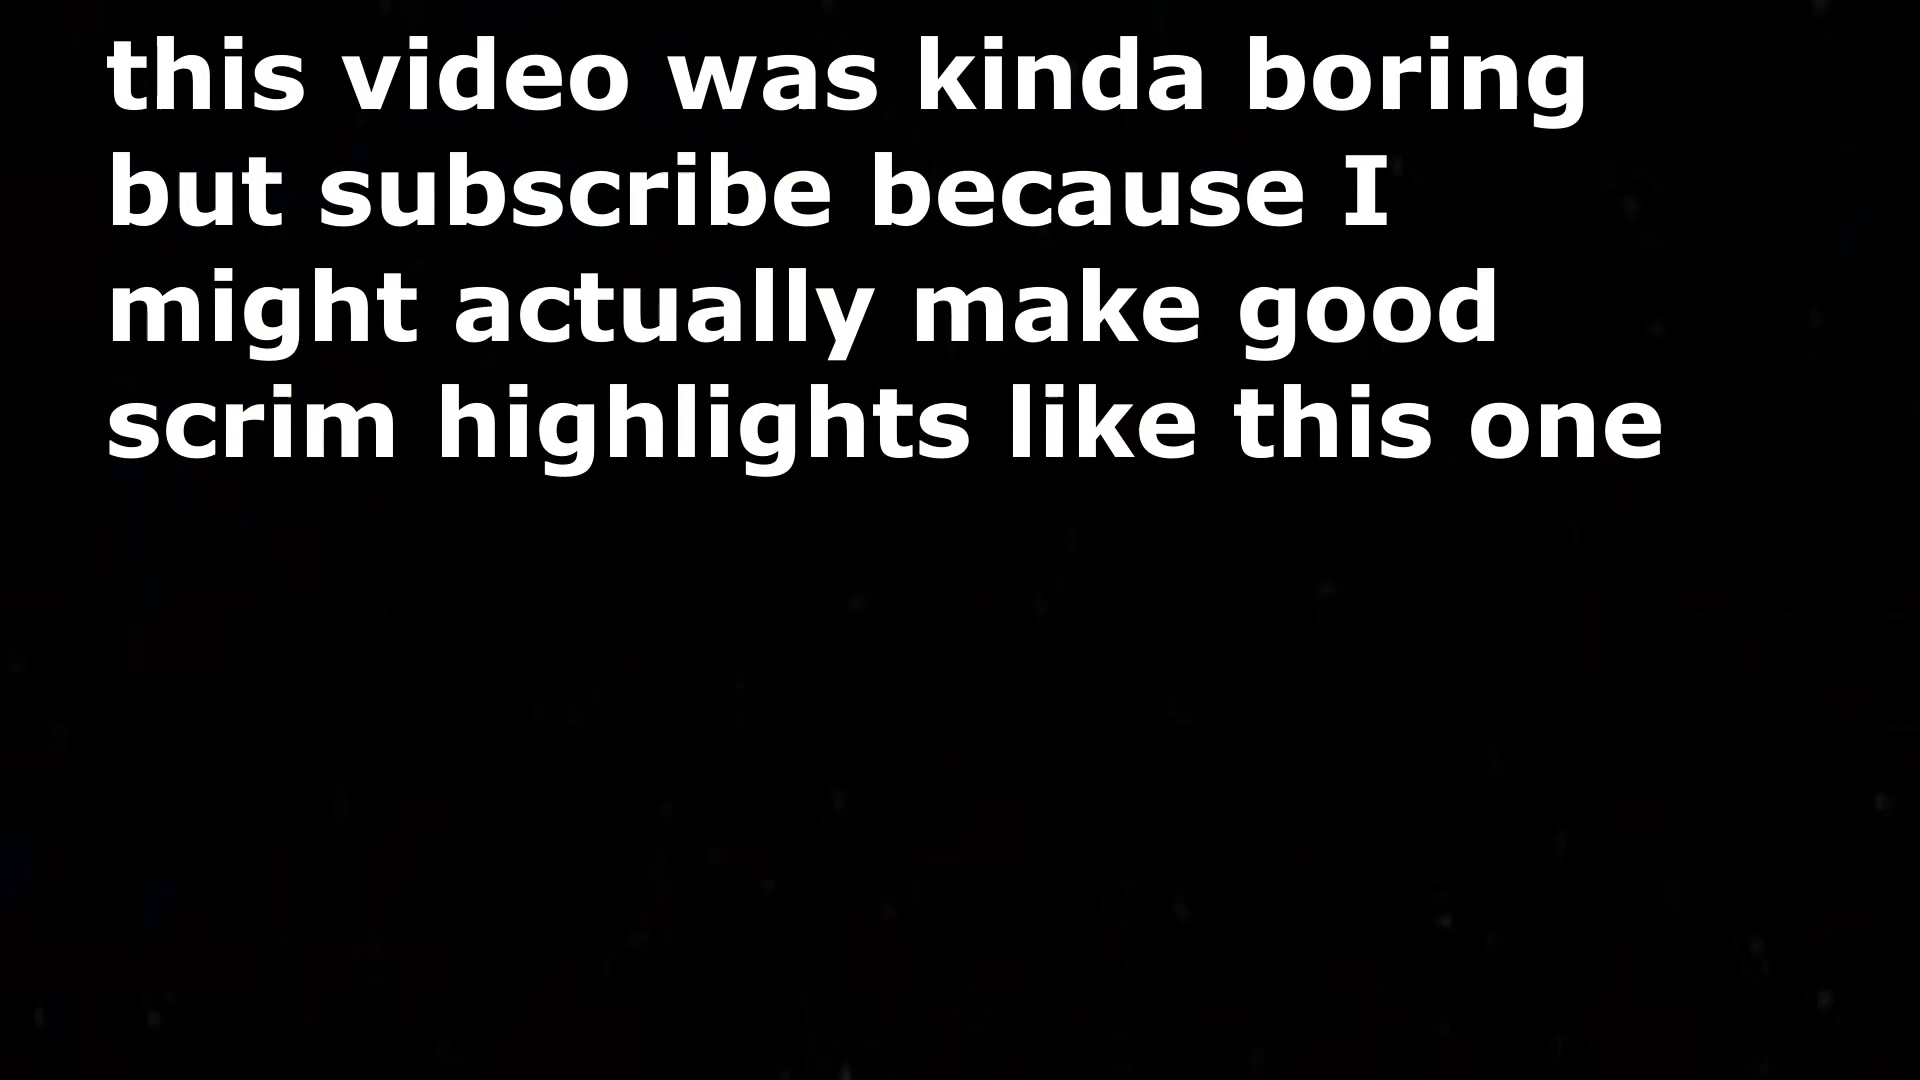 this video was kinda boring
but subscribe because I
might actually make good
scrim highlights like this one